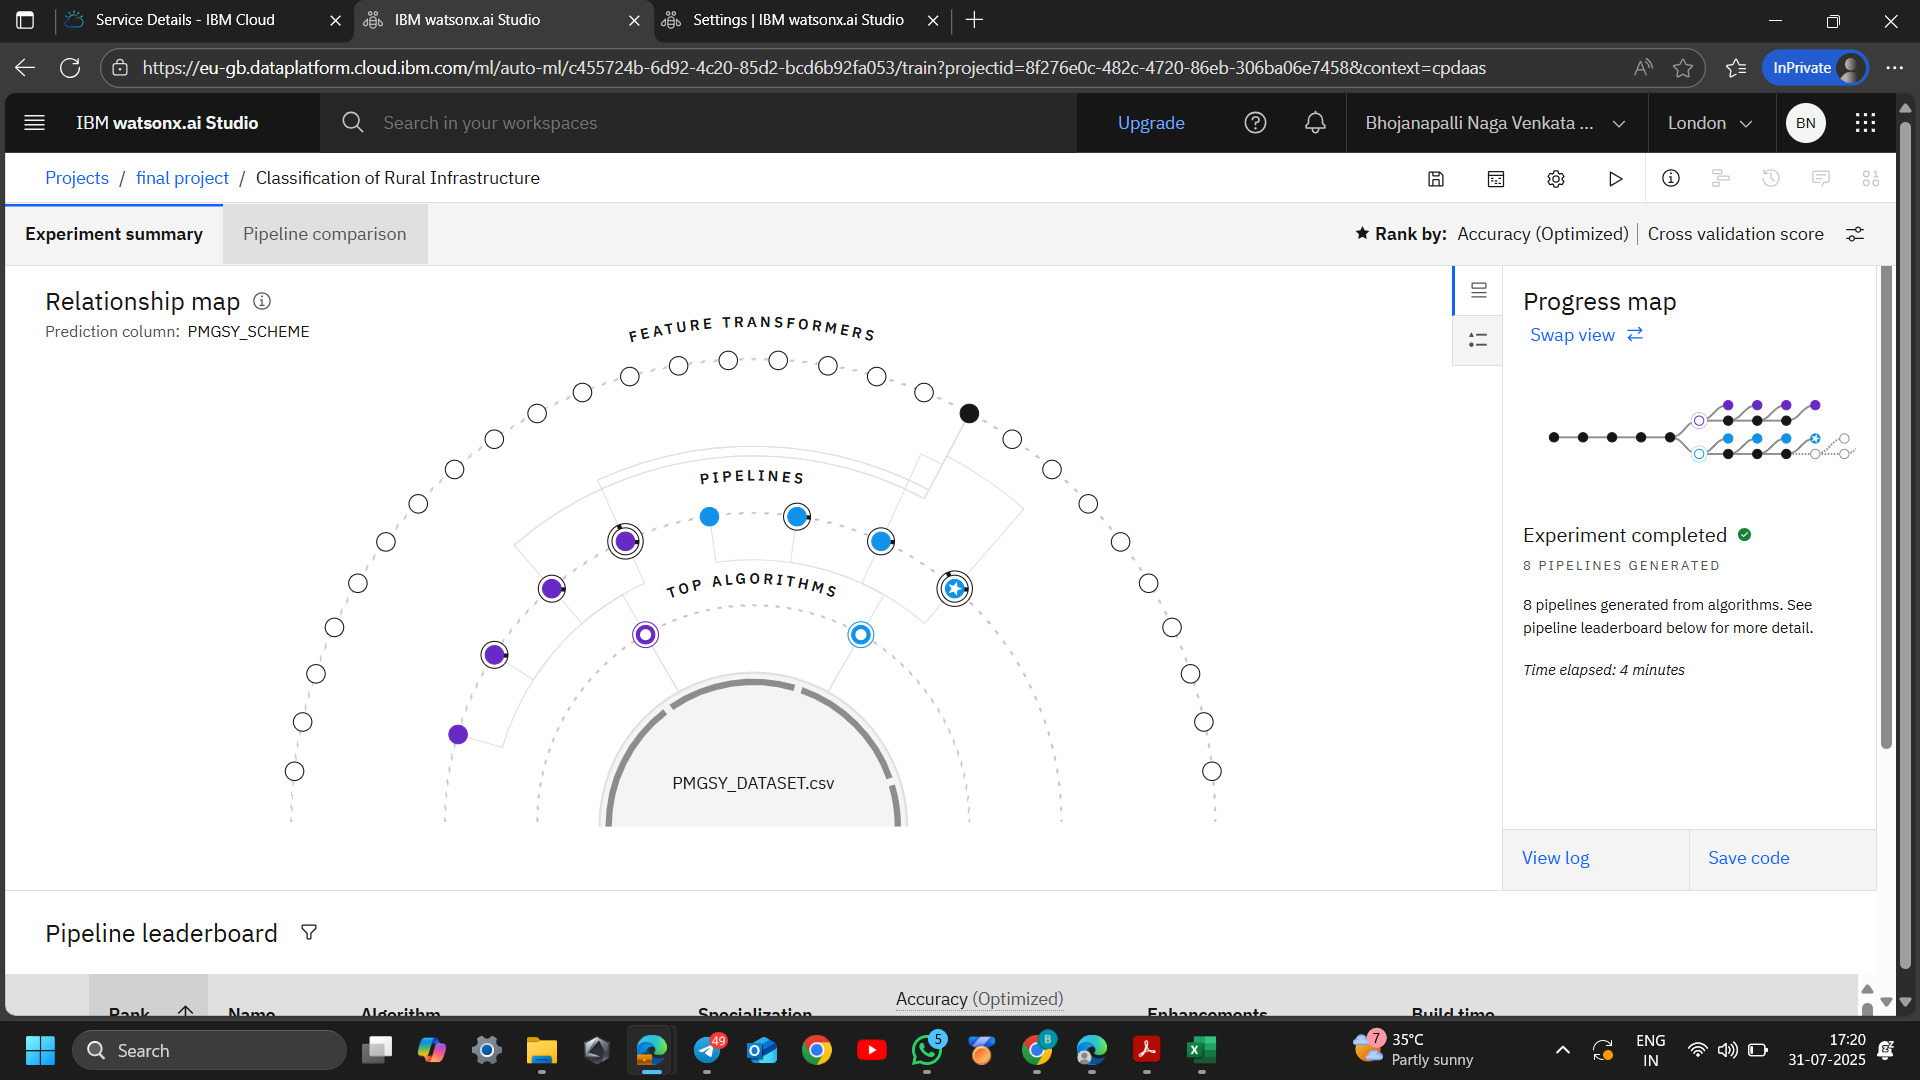 Service Details - IBM Cloud
IBM watsonx.ai Studio
Settings | IBM watsonx.ai Studio
https://eu-gb.dataplatform.cloud.ibm.com/ml/auto-ml/c455724b-6d92-4c20-85d2-bcd6b92fa053/train?projectid=8f276e0c-482c-4720-86eb-306ba06e7458&context=cpdaas
InPrivate
IBM watsonx.ai Studio
Search in your workspaces
Upgrade
Bhojanapalli Naga Venkata ...
London
BN
Projects / final project / Classification of Rural Infrastructure
Experiment summary
Pipeline comparison
Rank by: Accuracy (Optimized) | Cross validation score
Relationship map
Prediction column: PMGSY_SCHEME
FEATURE TRANSFORMERS
PIPELINES
TOP ALGORITHMS
PMGSY_DATASET.csv
Progress map
Swap view
Experiment completed
8 PIPELINES GENERATED
8 pipelines generated from algorithms. See
pipeline leaderboard below for more detail.
Time elapsed: 4 minutes
View log
Save code
Pipeline leaderboard
Accuracy (Optimized)
Rank
Name
Algorithm
Specialization
Enhancements
Build time
Search
49
5
B
7
35°C
Partly sunny
ENG
IN
17:20
31-07-2025